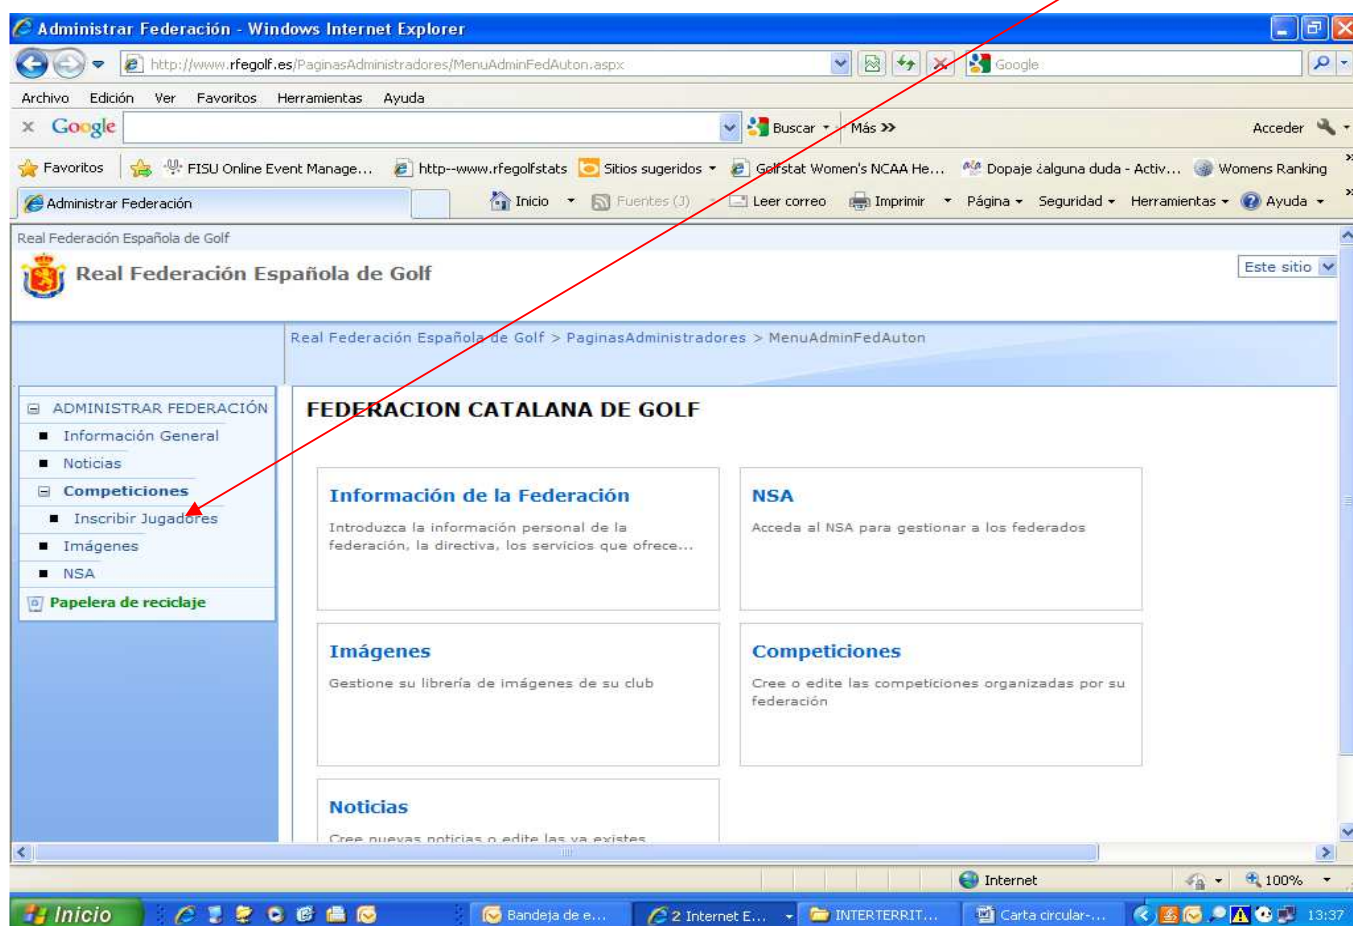 Administrar Federación - Windows Internet Explorer
http://www.rfegolf.es/PaginasAdministradores/MenuAdminFedAuton.aspx
Google
Archivo Edición Ver Favoritos Herramientas Ayuda
x Google
Buscar
Más >>
Acceder
Favoritos
FISU Online Event Manage...
http--www.rfegolfstats
Sitios sugeridos
Golfstat Women's NCAA He...
Dopaje ¿alguna duda - Activ...
Womens Ranking
Administrar Federación
Inicio
Fuentes (J)
Leer correo
Imprimir
Página
Seguridad
Herramientas
Ayuda
Real Federación Española de Golf
Real Federación Española de Golf
Este sitio
Real Federación Española de Golf > PaginasAdministradores > MenuAdminFedAuton
ADMINISTRAR FEDERACIÓN
Información General
Noticias
Competiciones
Inscribir Jugadores
Imágenes
NSA
Papelera de reciclaje
FEDERACION CATALANA DE GOLF
Información de la Federación
Introduzca la información personal de la
federación, la directiva, los servicios que ofrece...
NSA
Acceda al NSA para gestionar a los federados
Imágenes
Gestione su librería de imágenes de su club
Competiciones
Cree o edite las competiciones organizadas por su
federación
Noticias
Cree nuevas noticias o edite las ya existes
Internet
100%
Inicio
Bandeja de e...
2 Internet E...
INTERTERRIT...
Carta circular-...
13:37